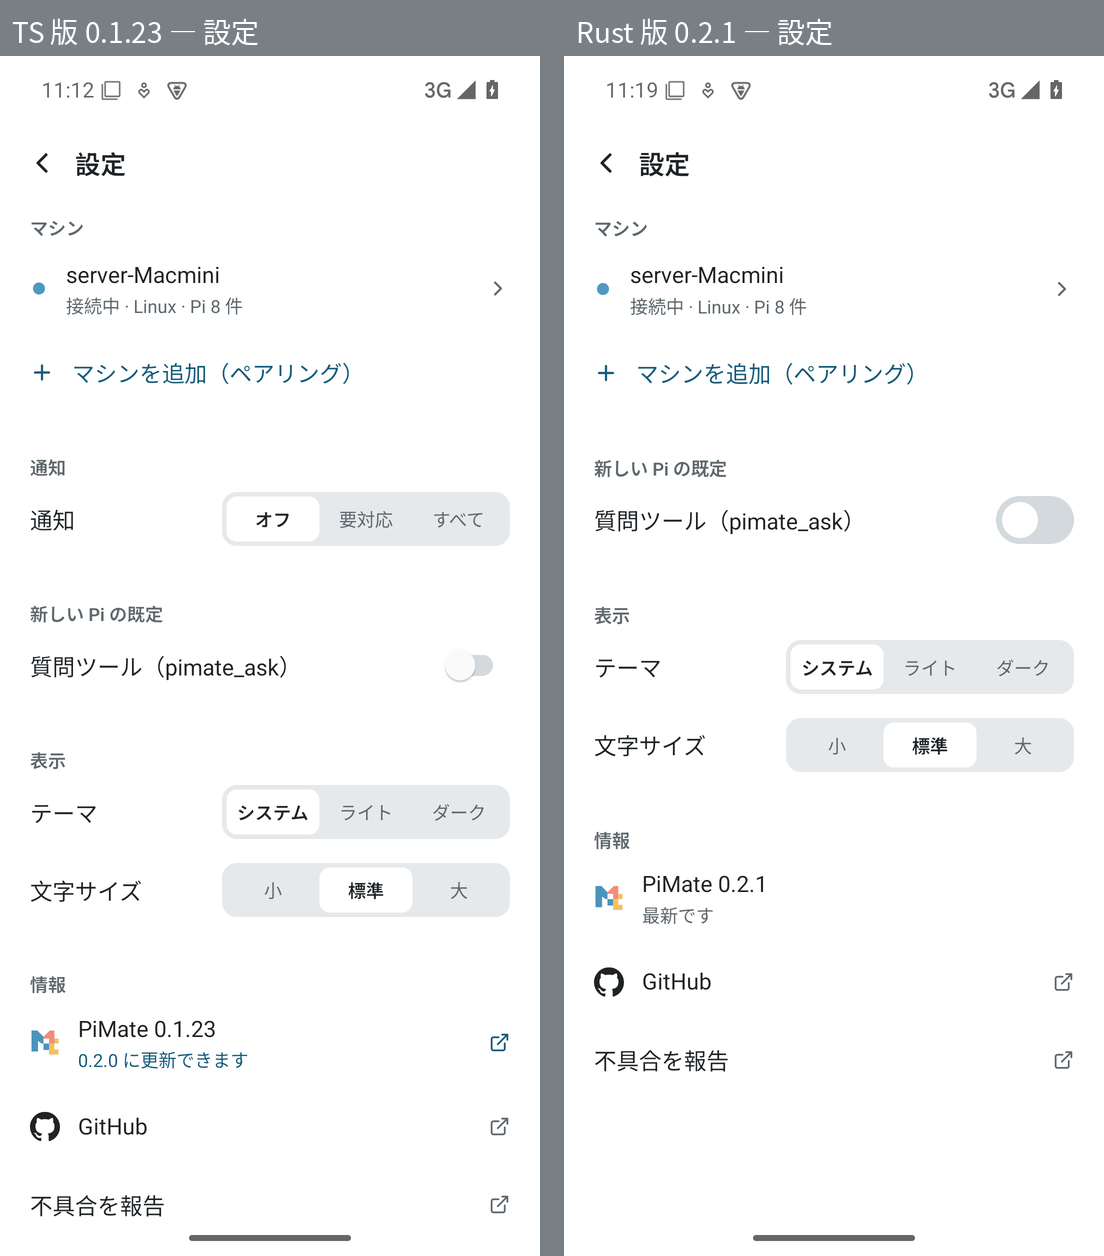 TS 版 0.1.23 — 設定
11:12
3G
設定
マシン
server-Macmini
接続中 · Linux · Pi 8 件
+ マシンを追加（ペアリング）
通知
通知 オフ 要対応 すべて
新しい Pi の既定
質問ツール（pimate_ask）
表示
テーマ システム ライト ダーク
文字サイズ 小 標準 大
情報
PiMate 0.1.23
0.2.0 に更新できます
GitHub
不具合を報告
Rust 版 0.2.1 — 設定
11:19
3G
設定
マシン
server-Macmini
接続中 · Linux · Pi 8 件
+ マシンを追加（ペアリング）
新しい Pi の既定
質問ツール（pimate_ask）
表示
テーマ システム ライト ダーク
文字サイズ 小 標準 大
情報
PiMate 0.2.1
最新です
GitHub
不具合を報告